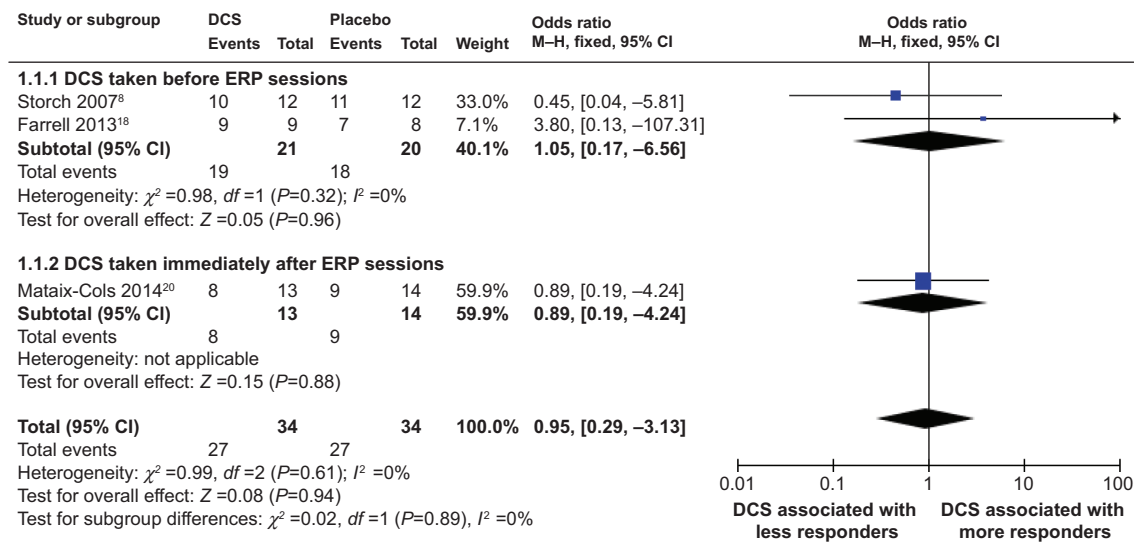 Study or subgroup DCS Placebo Odds ratio Odds ratio
Events Total Events Total Weight M–H, fixed, 95% CI M–H, fixed, 95% CI
1.1.1 DCS taken before ERP sessions
Storch 2007⁸ 10 12 11 12 33.0% 0.45, [0.04, –5.81]
Farrell 2013¹⁸ 9 9 7 8 7.1% 3.80, [0.13, –107.31]
Subtotal (95% CI) 21 20 40.1% 1.05, [0.17, –6.56]
Total events 19 18
Heterogeneity: χ² =0.98, df =1 (P=0.32); I² =0%
Test for overall effect: Z =0.05 (P=0.96)
1.1.2 DCS taken immediately after ERP sessions
Mataix-Cols 2014²⁰ 8 13 9 14 59.9% 0.89, [0.19, –4.24]
Subtotal (95% CI) 13 14 59.9% 0.89, [0.19, –4.24]
Total events 8 9
Heterogeneity: not applicable
Test for overall effect: Z =0.15 (P=0.88)
Total (95% CI) 34 34 100.0% 0.95, [0.29, –3.13]
Total events 27 27
Heterogeneity: χ² =0.99, df =2 (P=0.61); I² =0%
Test for overall effect: Z =0.08 (P=0.94)
Test for subgroup differences: χ² =0.02, df =1 (P=0.89), I² =0%
0.01 0.1 1 10 100
DCS associated with less responders
DCS associated with more responders